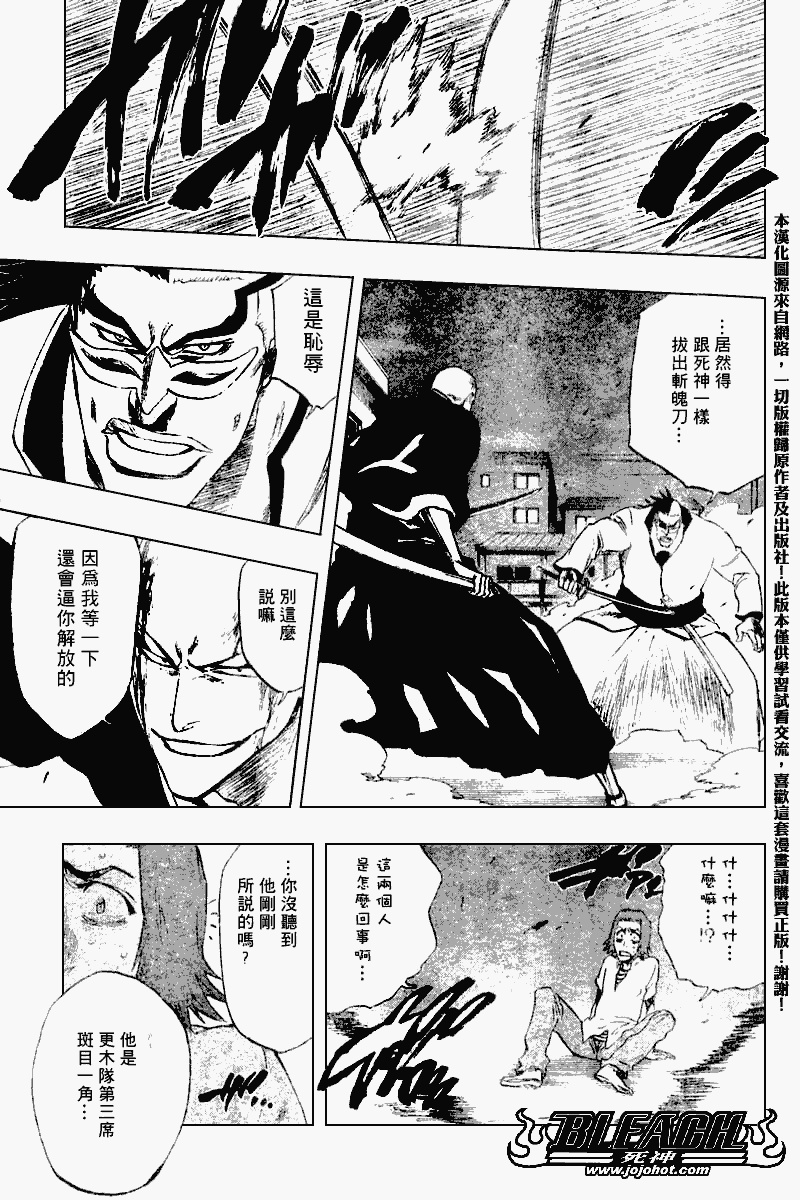 …居然得
跟死神一樣
拔出斬魄刀…
這是恥辱
別這麼
説嘛
因爲我等一下
還會逼你解放的
什…什什…
什麼嘛…!?
這兩個人
是怎麼回事啊…
…你沒聽到
他剛剛
所説的嗎?
他是
更木隊第三席
斑目一角…
本漢化圖源來自網路，一切版權歸原作者及出版社!此版本僅供學習試看交流，喜歡這套漫畫請購買正版!謝謝!
BLEACH
死神
www.jojohot.com